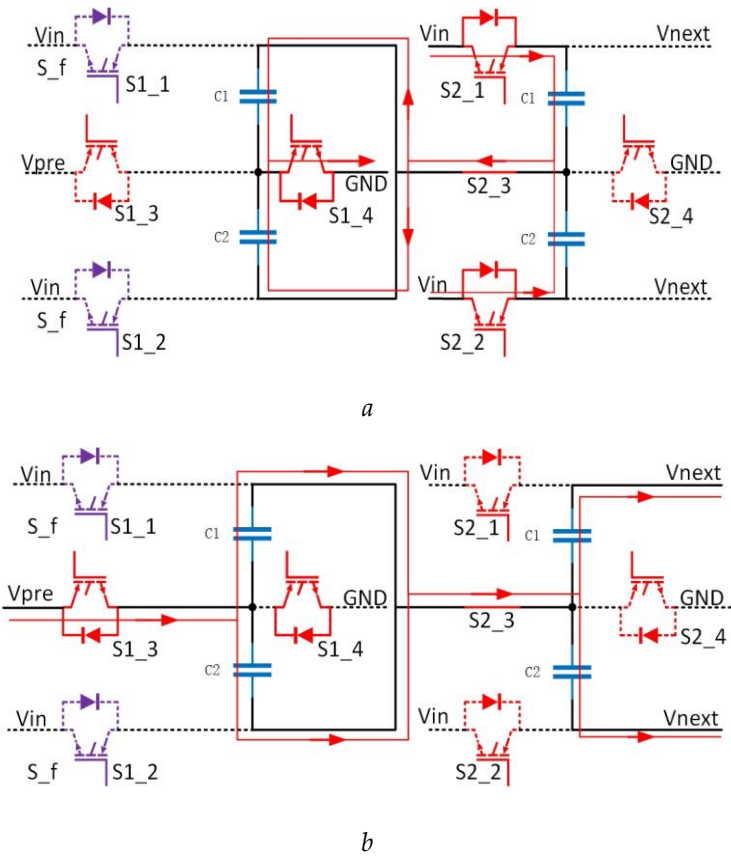 Vin Vin Vnext
S_f S1_1 S2_1
C1 C1
Vpre GND GND
S1_3 S1_4 S2_3 S2_4
C2 C2
Vin Vin Vnext
S_f S1_2 S2_2
a
Vin Vin Vnext
S_f S1_1 S2_1
C1 C1
Vpre GND GND
S1_3 S1_4 S2_3 S2_4
C2 C2
Vin Vin Vnext
S_f S1_2 S2_2
b